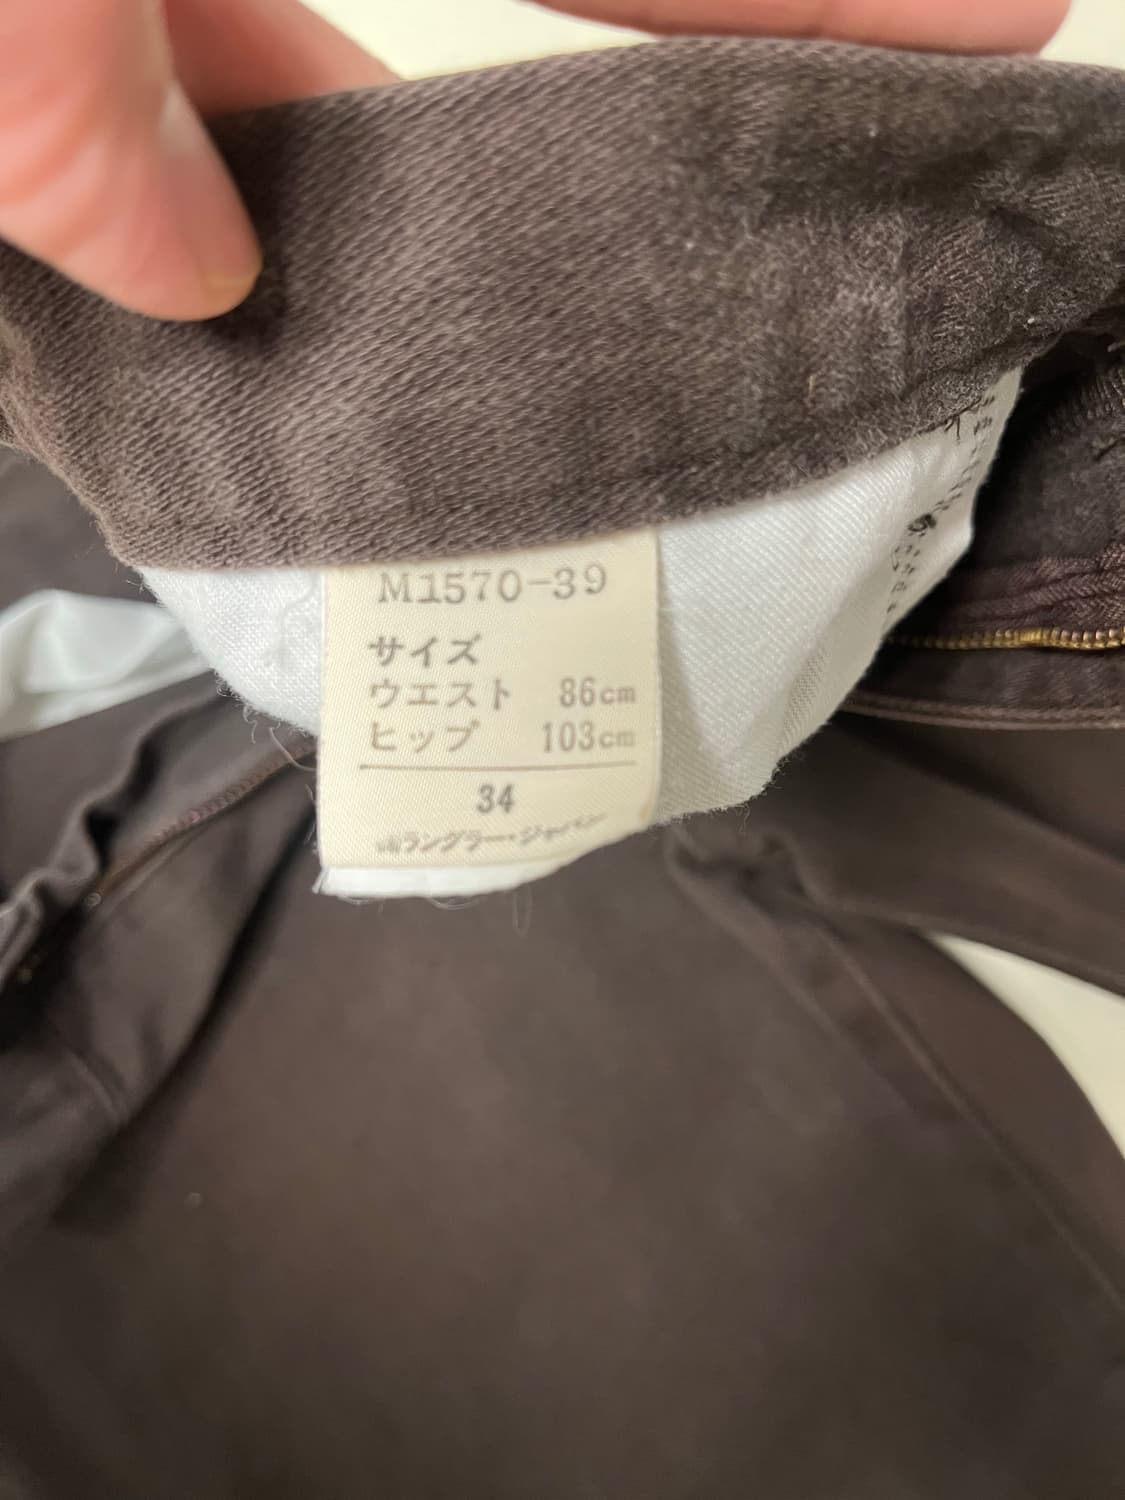 M1570-39
サイズ
ウエスト 86cm
ヒップ 103cm
34
ラングラー・ジャパン